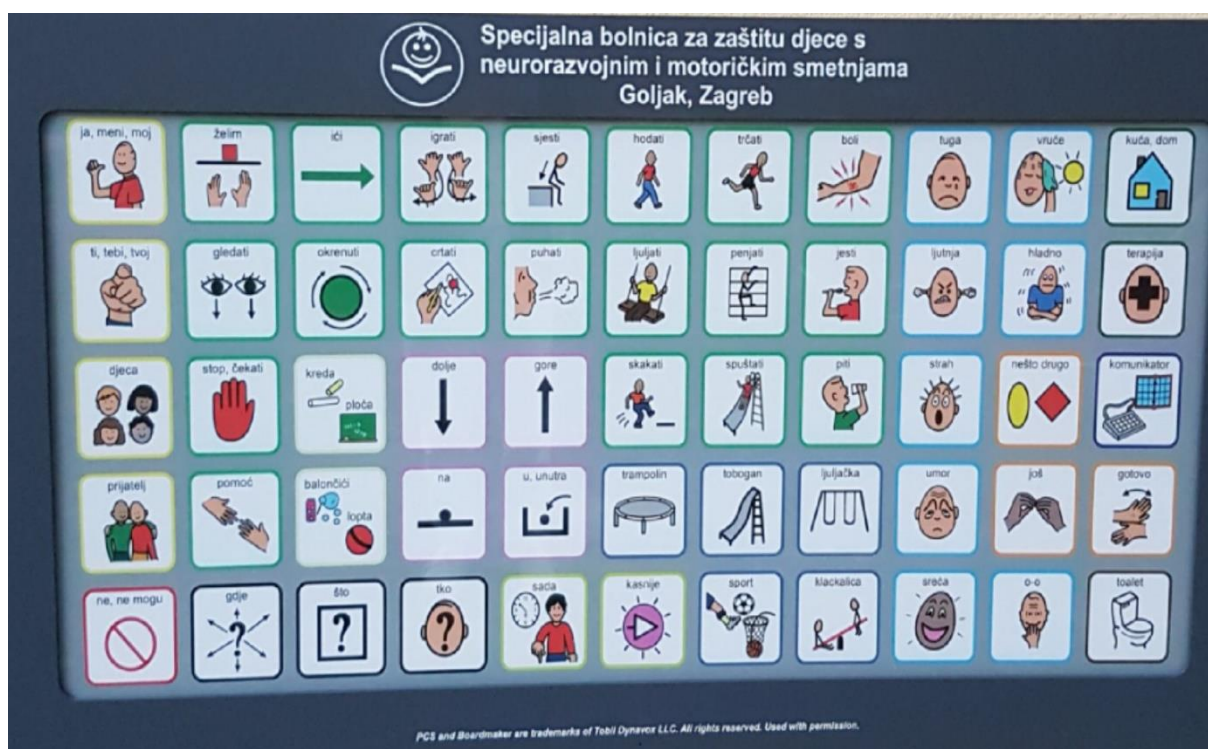 Specijalna bolnica za zaštitu djece s
neurorazvojnim i motoričkim smetnjama
Goljak, Zagreb
ja, meni, moj
želim
ići
igrati
sjesti
hodati
trčati
boli
tuga
vruće
kuća, dom
ti, tebi, tvoj
gledati
okrenuti
crtati
puhati
ljuljati
penjati
jesti
ljutnja
hladno
terapija
djeca
stop, čekati
kreda
ploča
dolje
gore
skakati
spuštati
piti
strah
nešto drugo
komunikator
prijatelj
pomoć
balončići
lopta
na
u, unutra
trampolin
tobogan
ljuljačka
umor
još
gotovo
ne, ne mogu
gdje
?
što
?
tko
?
sada
kasnije
sport
klackalica
sreća
o-o
toalet
PCS and Boardmaker are trademarks of Tobii Dynavox LLC. All rights reserved. Used with permission.